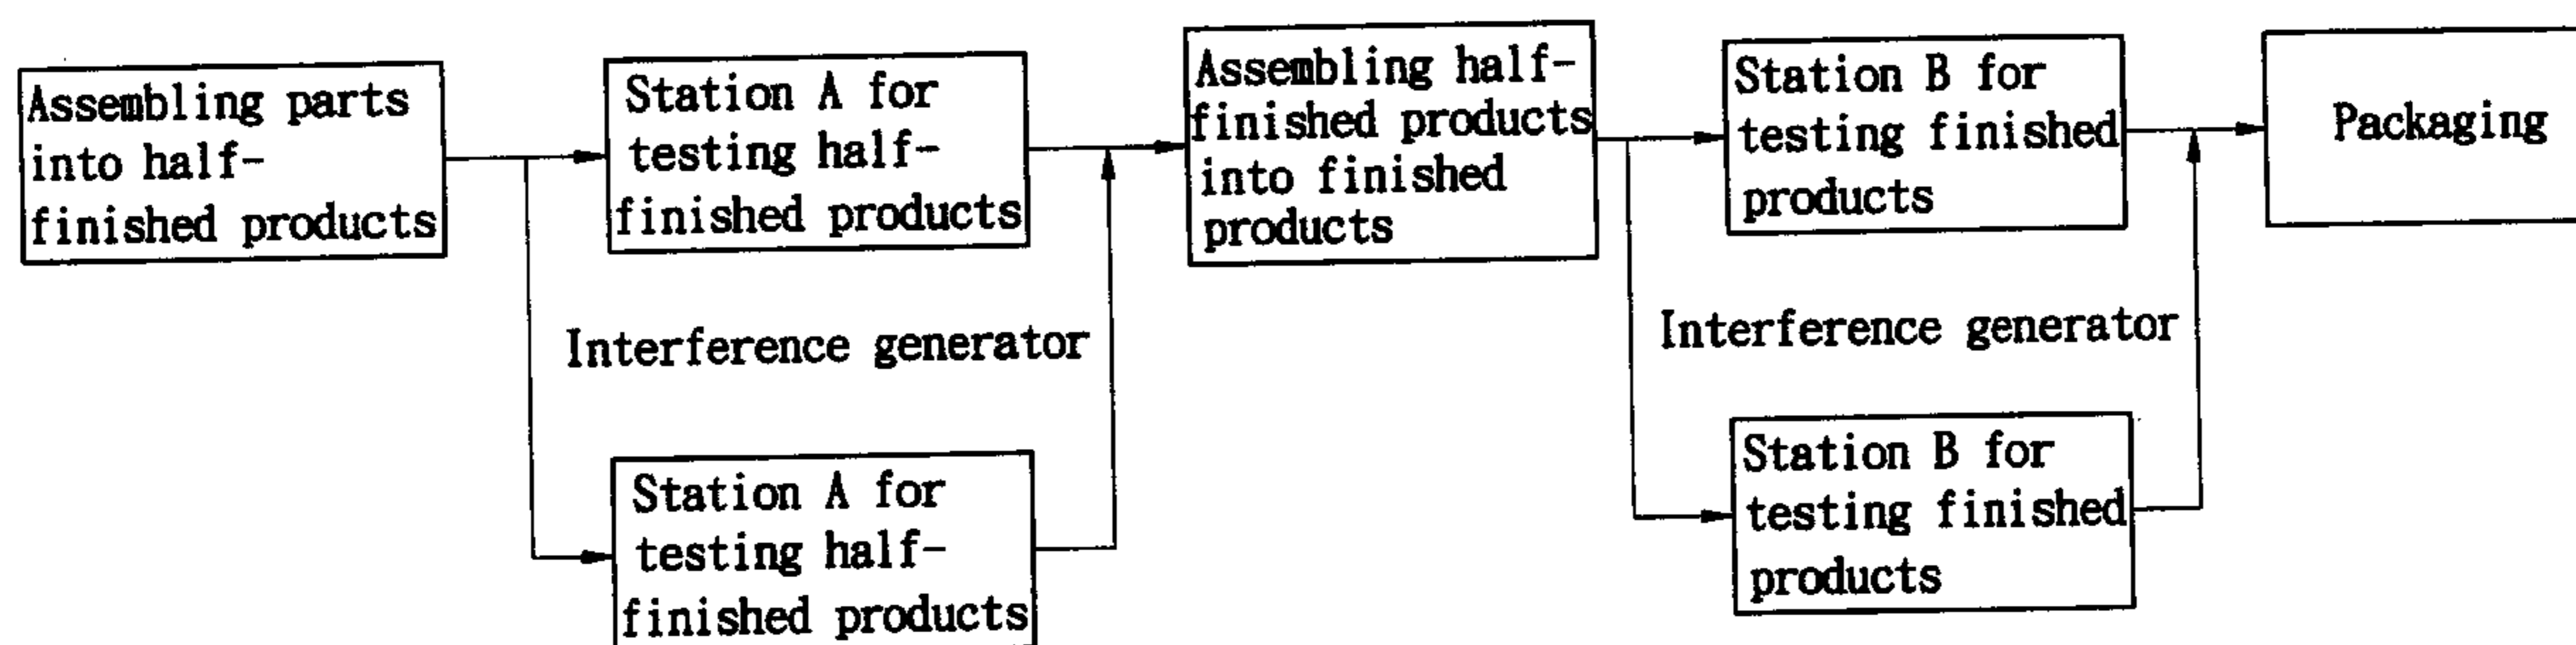 Assembling parts
into half-
finished products
Station A for
testing half-
finished products
Interference generator
Station A for
testing half-
finished products
Assembling half-
finished products
into finished
products
Station B for
testing finished
products
Interference generator
Station B for
testing finished
products
Packaging